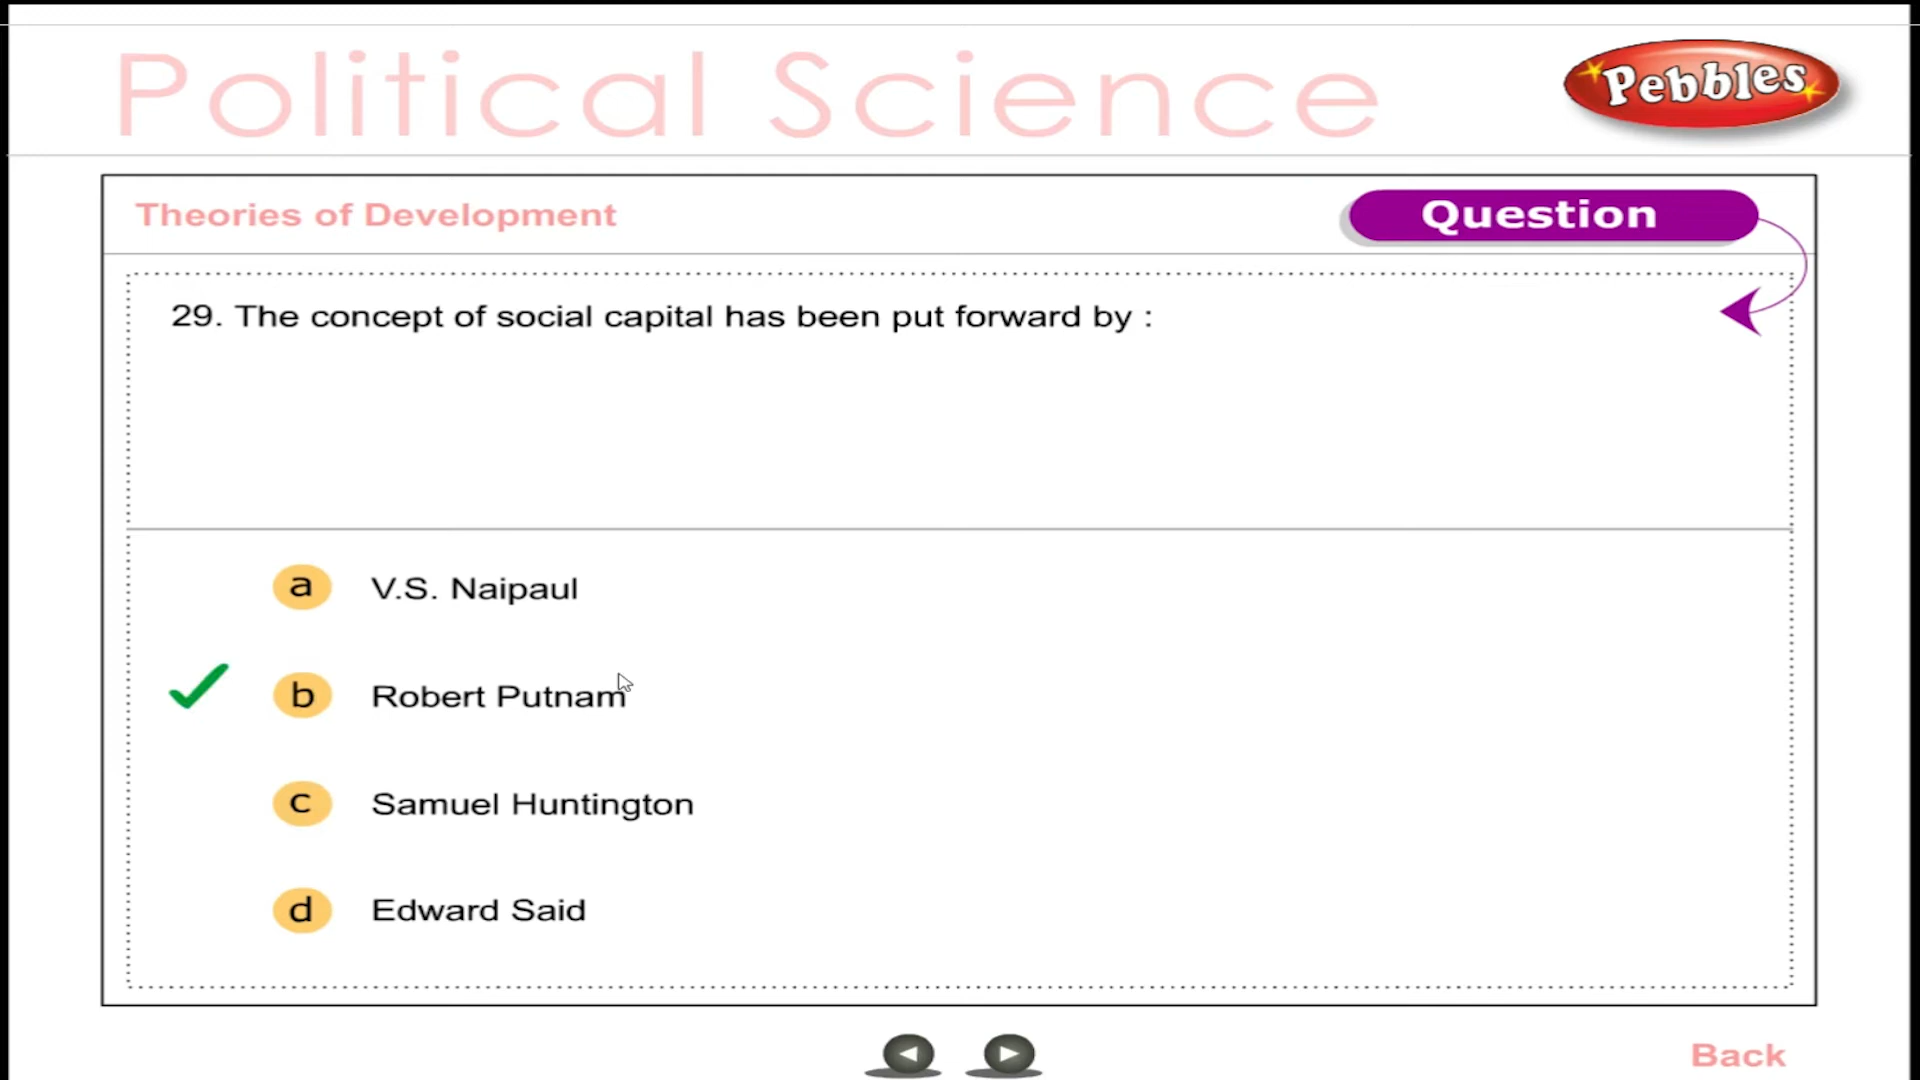 Political Science
Pebbles
Theories of Development
Question
29. The concept of social capital has been put forward by :
a V.S. Naipaul
b Robert Putnam
c Samuel Huntington
d Edward Said
Back